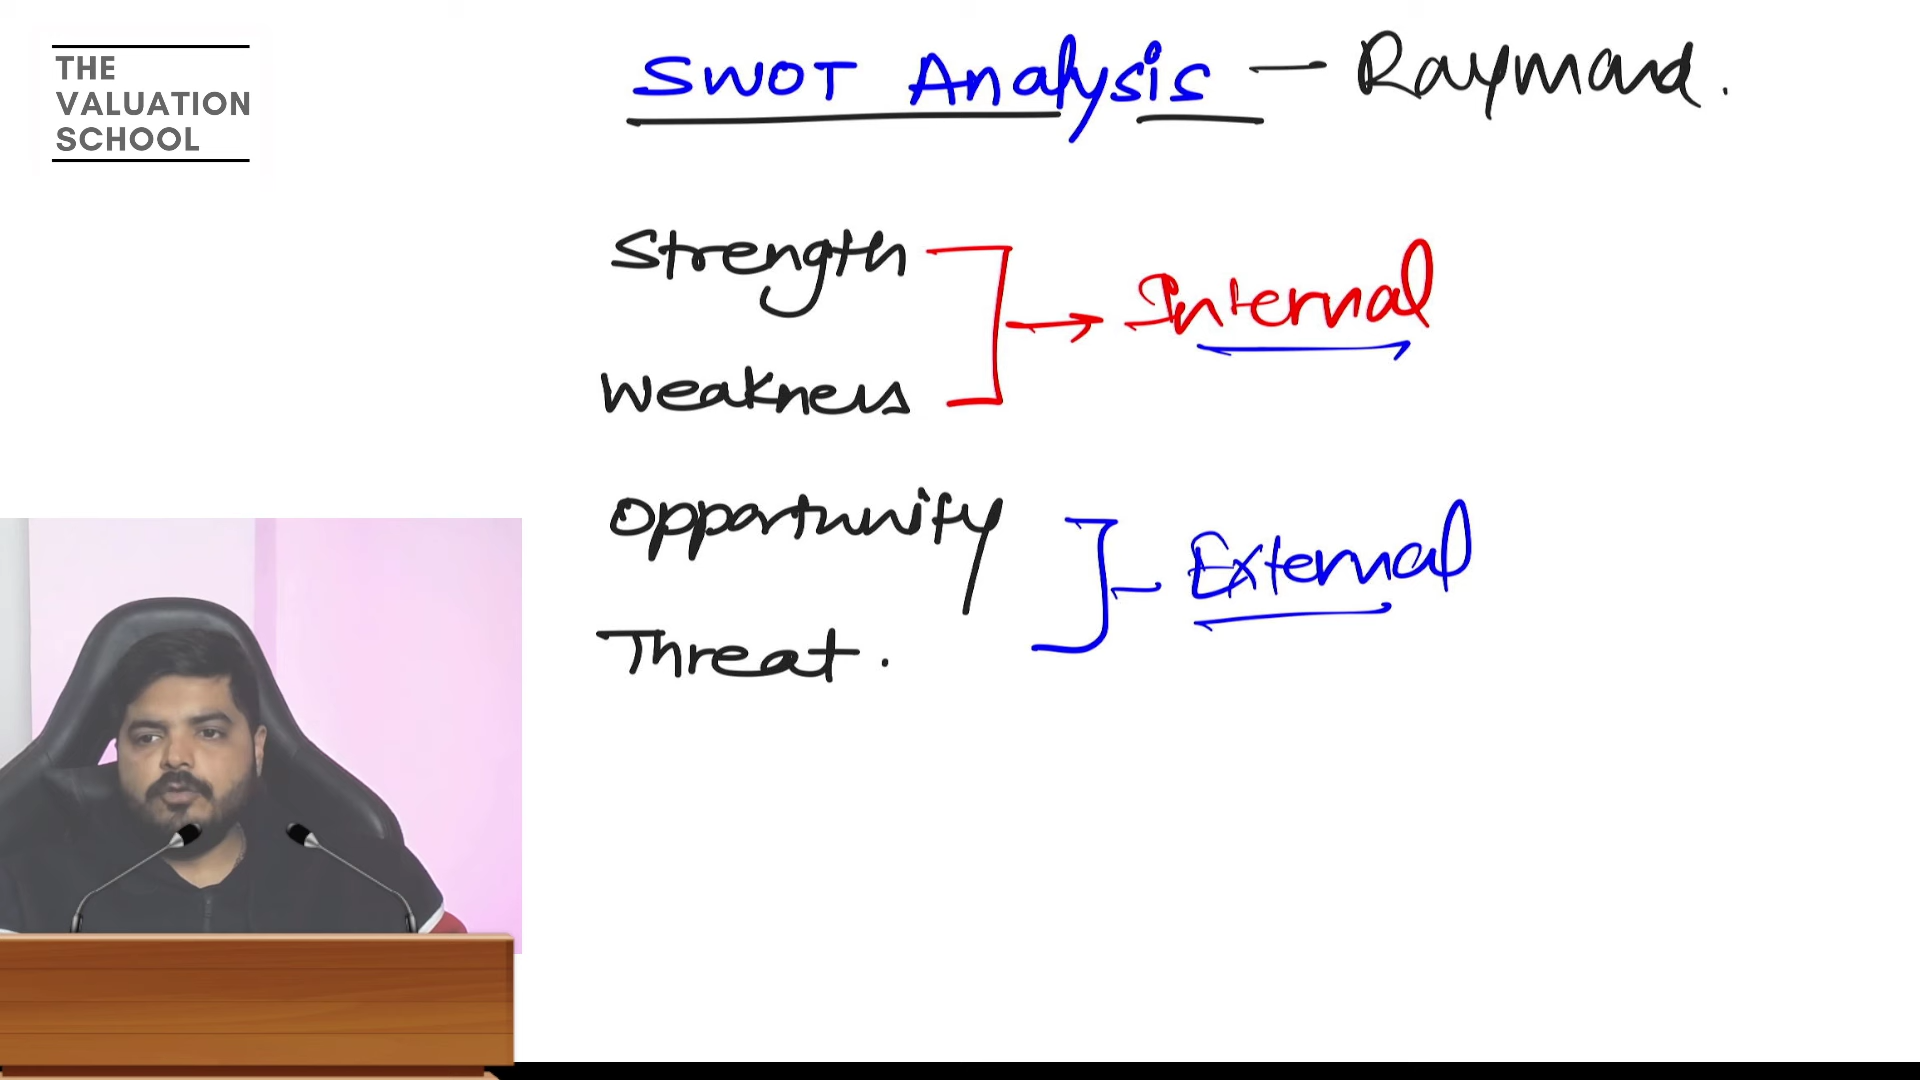 THE
VALUATION
SCHOOL
SWOT Analysis — Raymond.
Strength
Internal
Weakness
Opportunity
External
Threat.